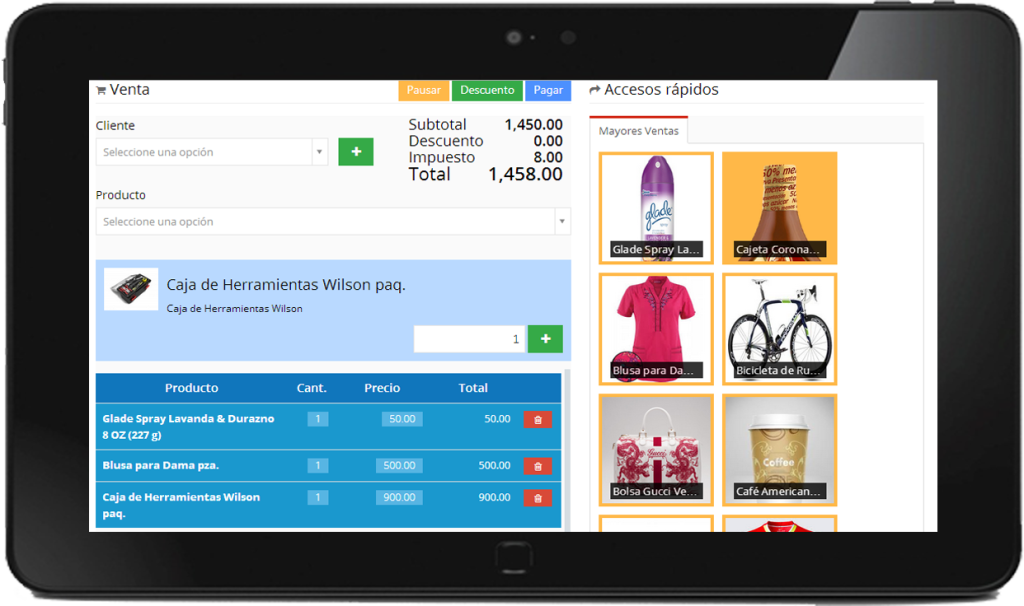 Venta
Pausar
Descuento
Pagar
Cliente
Seleccione una opción
Subtotal 1,450.00
Descuento 0.00
Impuesto 8.00
Total 1,458.00
Producto
Seleccione una opción
Caja de Herramientas Wilson paq.
Caja de Herramientas Wilson
1
Producto Cant. Precio Total
Glade Spray Lavanda & Durazno 1 50.00 50.00
8 OZ (227 g)
Blusa para Dama pza. 1 500.00 500.00
Caja de Herramientas Wilson 1 900.00 900.00
paq.
Accesos rápidos
Mayores Ventas
glade
Glade Spray La...
50% me
Cajeta Corona...
Blusa para Da...
Bicicleta de Ru...
Gucci
Bolsa Gucci Ve...
Coffee
Café American...